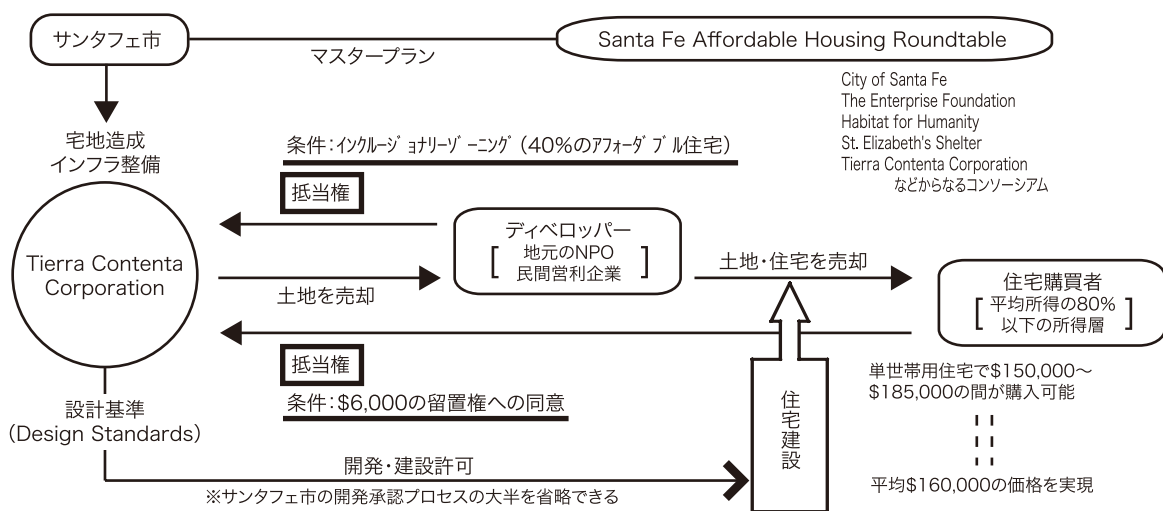 サンタフェ市
マスタープラン
Santa Fe Affordable Housing Roundtable
City of Santa Fe
The Enterprise Foundation
Habitat for Humanity
St. Elizabeth's Shelter
Tierra Contenta Corporation
などからなるコンソーシアム
宅地造成
インフラ整備
条件:インクルージョナリーゾーニング(40%のアフォーダブル住宅)
抵当権
Tierra Contenta
Corporation
土地を売却
ディベロッパー
[ 地元のNPO
民間営利企業 ]
土地・住宅を売却
住宅購買者
[ 平均所得の80%
以下の所得層 ]
抵当権
条件:$6,000の留置権への同意
単世帯用住宅で$150,000~
$185,000の間が購入可能
平均$160,000の価格を実現
住宅建設
設計基準
(Design Standards)
開発・建設許可
※サンタフェ市の開発承認プロセスの大半を省略できる